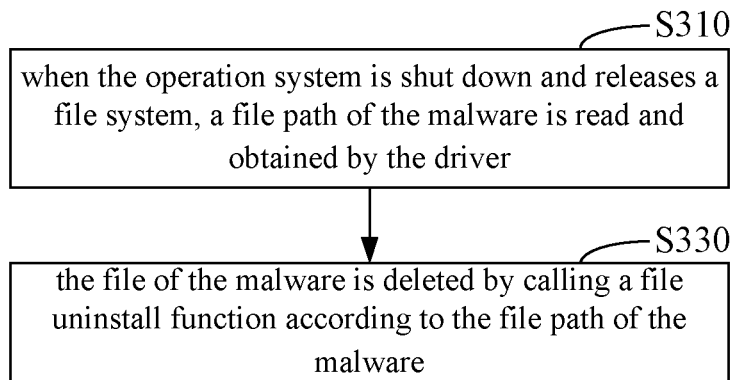 S310
when the operation system is shut down and releases a
file system, a file path of the malware is read and
obtained by the driver
S330
the file of the malware is deleted by calling a file
uninstall function according to the file path of the
malware